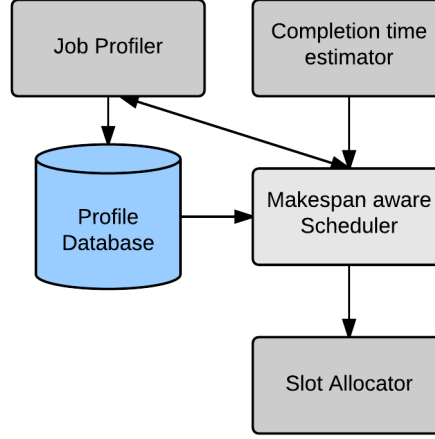 Job Profiler
Completion time
estimator
Profile
Database
Makespan aware
Scheduler
Slot Allocator